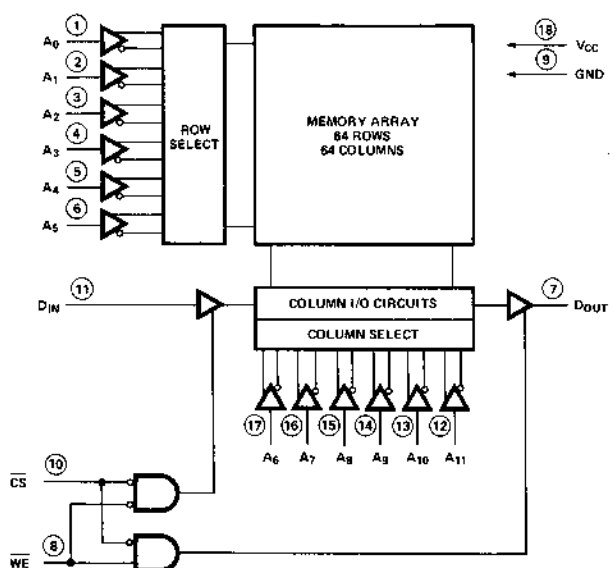 A0 1
A1 2
A2 3
A3 4
A4 5
A5 6
ROW
SELECT
MEMORY ARRAY
64 ROWS
64 COLUMNS
18 VCC
9 GND
DIN 11
COLUMN I/O CIRCUITS
COLUMN SELECT
7 DOUT
17 16 15 14 13 12
A6 A7 A8 A9 A10 A11
CS 10
WE 8